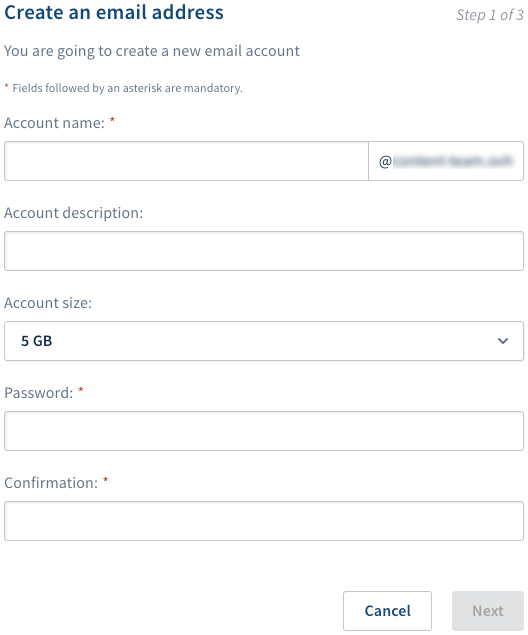 Create an email address
Step 1 of 3
You are going to create a new email account
* Fields followed by an asterisk are mandatory.
Account name: *
@
Account description:
Account size:
5 GB
Password: *
Confirmation: *
Cancel
Next